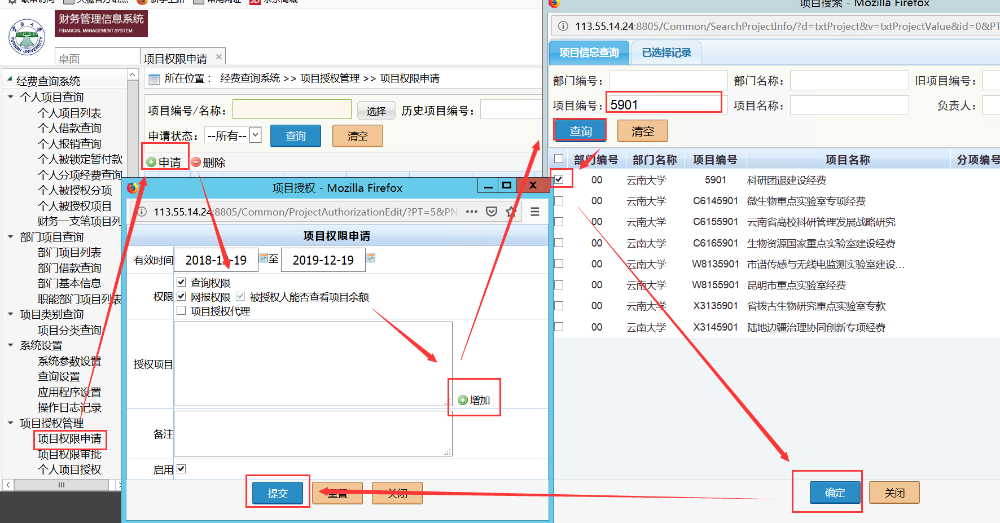 最常访问
火狐官方站点
新手上路
常用网址
JD 京东商城
YUNNAN UNIVERSITY
财务管理信息系统
FINANCIAL MANAGEMENT SYSTEM
桌面
项目权限申请 ×
经费查询系统
个人项目查询
个人项目列表
个人借款查询
个人报销查询
个人被锁定暂付款
个人分项经费查询
个人被授权分项
个人被授权项目
财务一支笔项目列
部门项目查询
部门项目列表
部门借款查询
部门基本信息
职能部门项目列表
项目类别查询
项目分类查询
系统设置
系统参数设置
查询设置
应用程序设置
操作日志记录
项目授权管理
项目权限申请
项目权限审批
个人项目授权
所在位置： 经费查询系统 >> 项目授权管理 >> 项目权限申请
项目编号/名称： 选择 历史项目编号：
申请状态： --所有-- 查询 清空
申请 删除
项目授权 - Mozilla Firefox
113.55.14.24:8805/Common/ProjectAuthorizationEdit/?PT=5&PN
项目权限申请
有效时间 2018-12-19 至 2019-12-19
权限 查询权限
网报权限 被授权人能否查看项目余额
项目授权代理
授权项目
增加
备注
启用
提交 重置 关闭
项目搜索 - Mozilla Firefox
113.55.14.24:8805/Common/SearchProjectInfo/?d=txtProject&v=txtProjectValue&id=0&PT
项目信息查询 已选择记录
部门编号： 部门名称： 旧项目编号：
项目编号： 5901 项目名称： 负责人：
查询 清空
部门编号 部门名称 项目编号 项目名称 分项编号
00 云南大学 5901 科研团退建设经费
00 云南大学 C6145901 微生物重点实验室专项经费
00 云南大学 C6155901 云南省高校科研管理发展战略研究
00 云南大学 C6165901 生物资源国家重点实验室建设经费
00 云南大学 W8135901 市谱传感与无线电监测实验室建设...
00 云南大学 W8155901 昆明市重点实验室经费
00 云南大学 X3135901 省拨古生物研究重点实验室专款
00 云南大学 X3145901 陆地边疆治理协同创新专项经费
确定 关闭